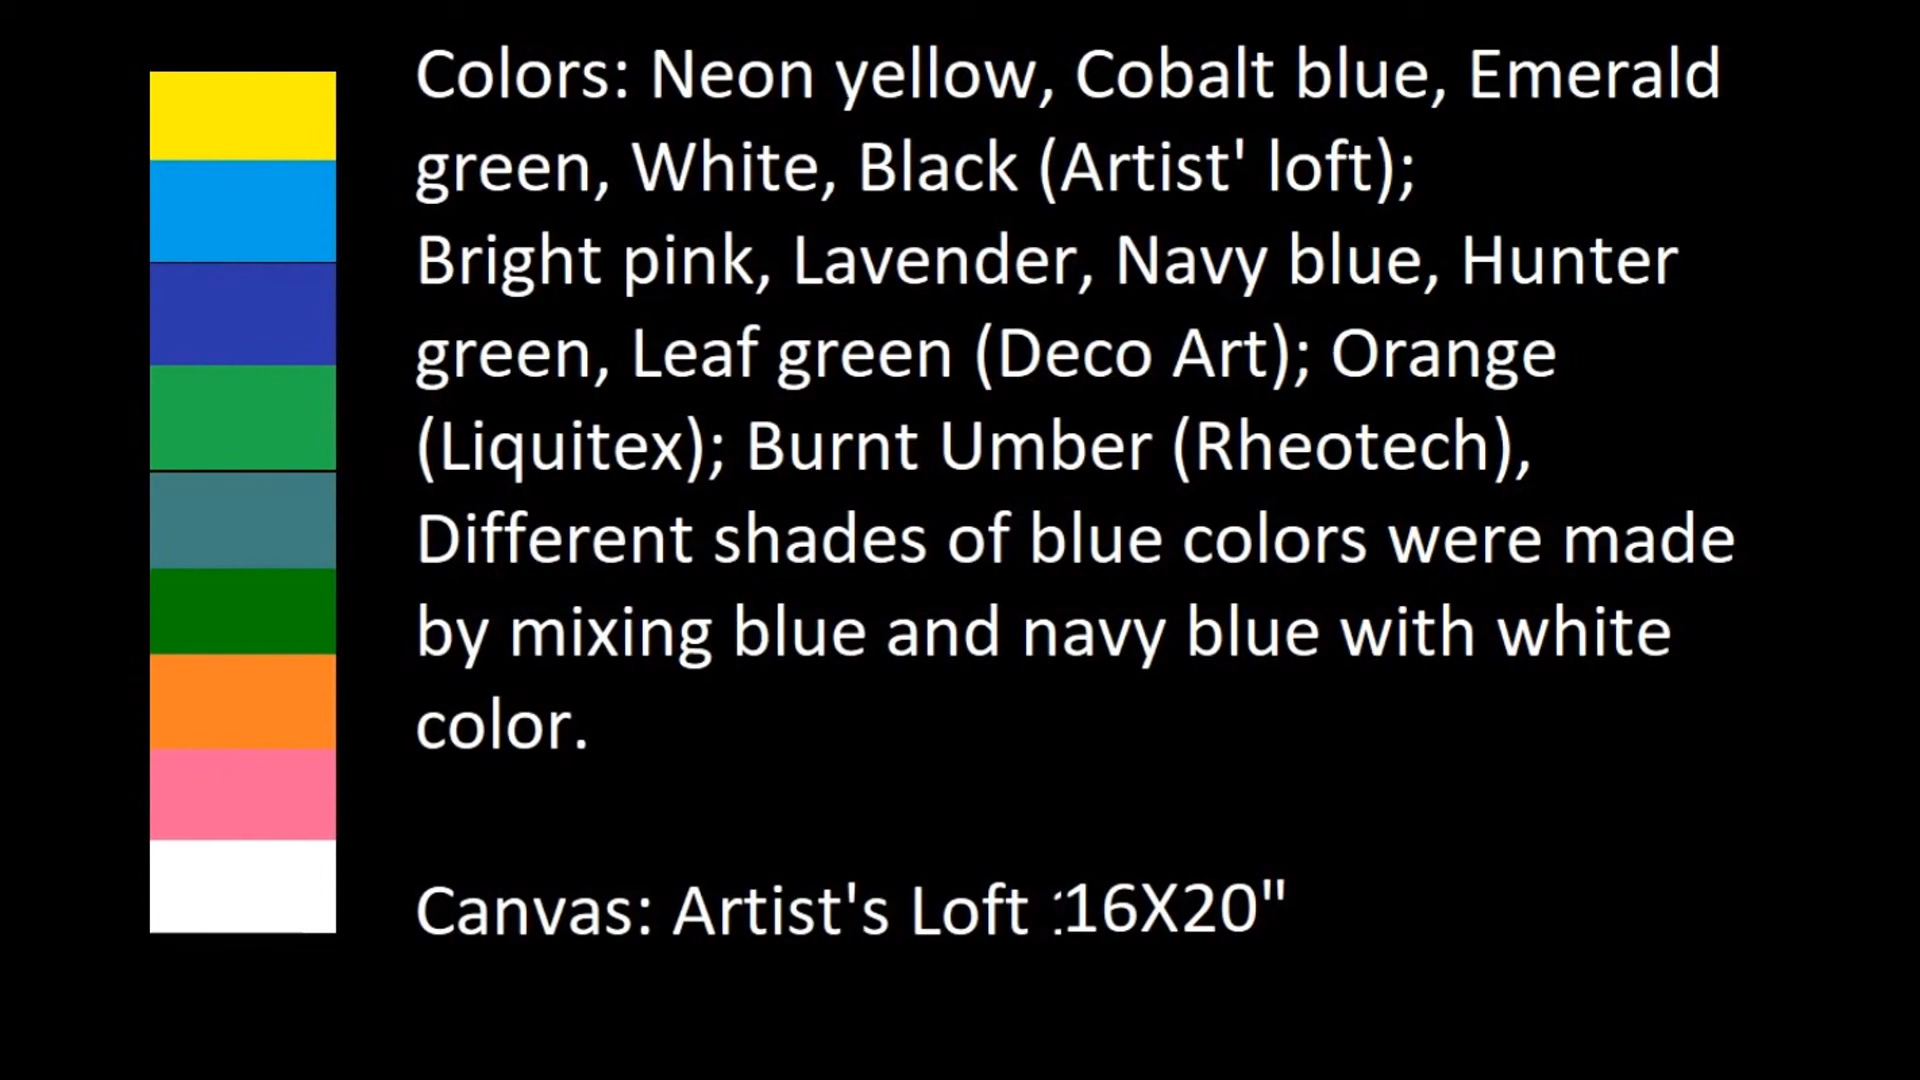 Colors: Neon yellow, Cobalt blue, Emerald
green, White, Black (Artist' loft);
Bright pink, Lavender, Navy blue, Hunter
green, Leaf green (Deco Art); Orange
(Liquitex); Burnt Umber (Rheotech),
Different shades of blue colors were made
by mixing blue and navy blue with white
color.
Canvas: Artist's Loft :16X20"